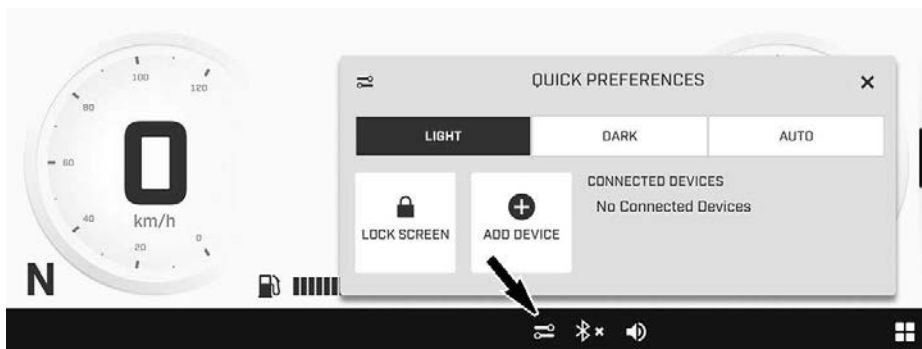 QUICK PREFERENCES
LIGHT DARK AUTO
CONNECTED DEVICES
No Connected Devices
LOCK SCREEN ADD DEVICE
100
120
80
60
40
20
0
0
km/h
N